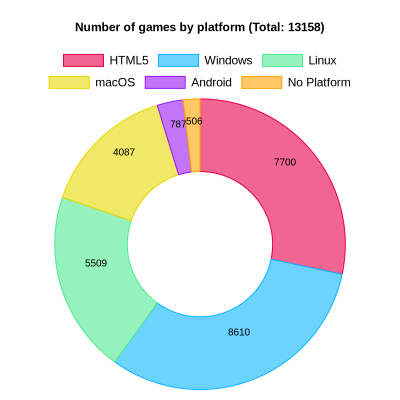 Number of games by platform (Total: 13158)
HTML5 Windows Linux
macOS Android No Platform
787 506
4087
7700
5509
8610